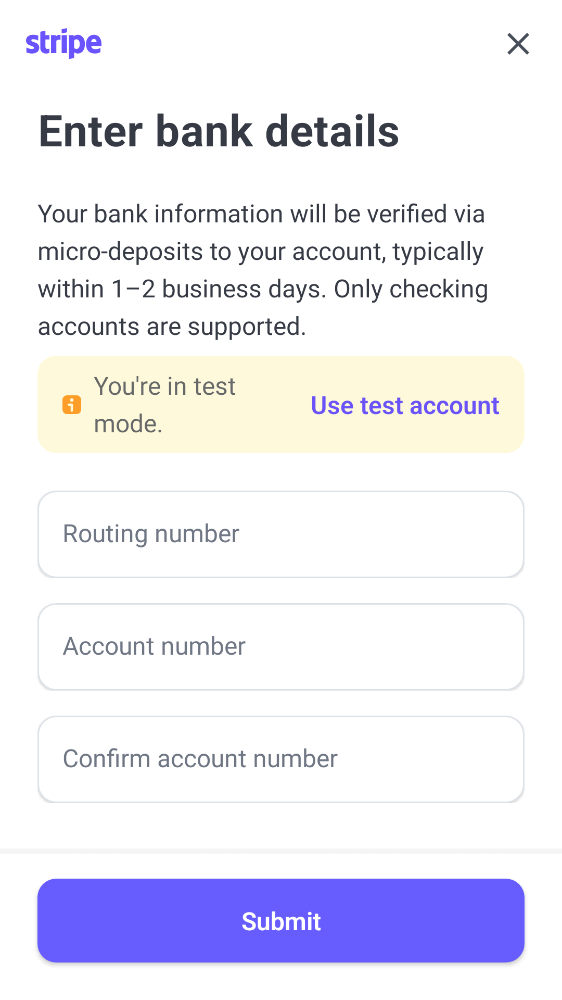 stripe
Enter bank details
Your bank information will be verified via
micro-deposits to your account, typically
within 1–2 business days. Only checking
accounts are supported.
You're in test
mode.
Use test account
Routing number
Account number
Confirm account number
Submit